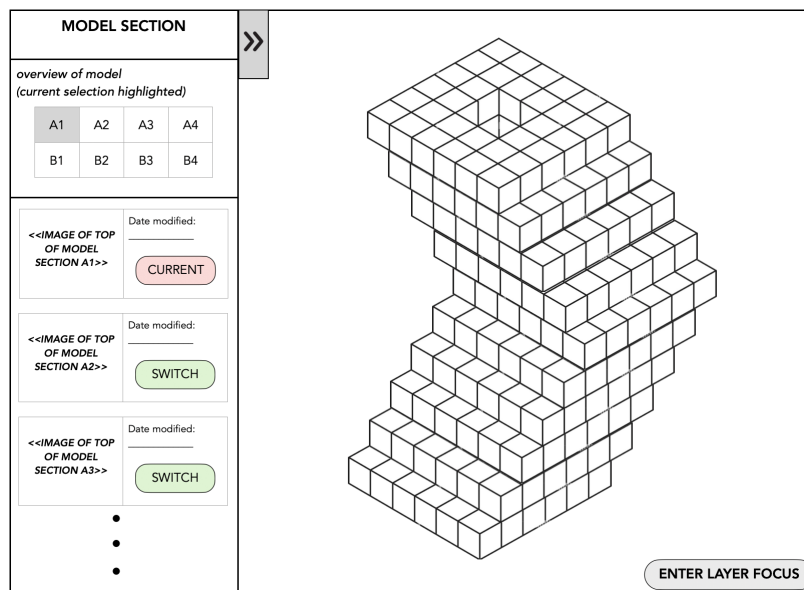 MODEL SECTION
overview of model
(current selection highlighted)
A1 A2 A3 A4
B1 B2 B3 B4
<<IMAGE OF TOP
OF MODEL
SECTION A1>>
Date modified:
CURRENT
<<IMAGE OF TOP
OF MODEL
SECTION A2>>
Date modified:
SWITCH
<<IMAGE OF TOP
OF MODEL
SECTION A3>>
Date modified:
SWITCH
ENTER LAYER FOCUS